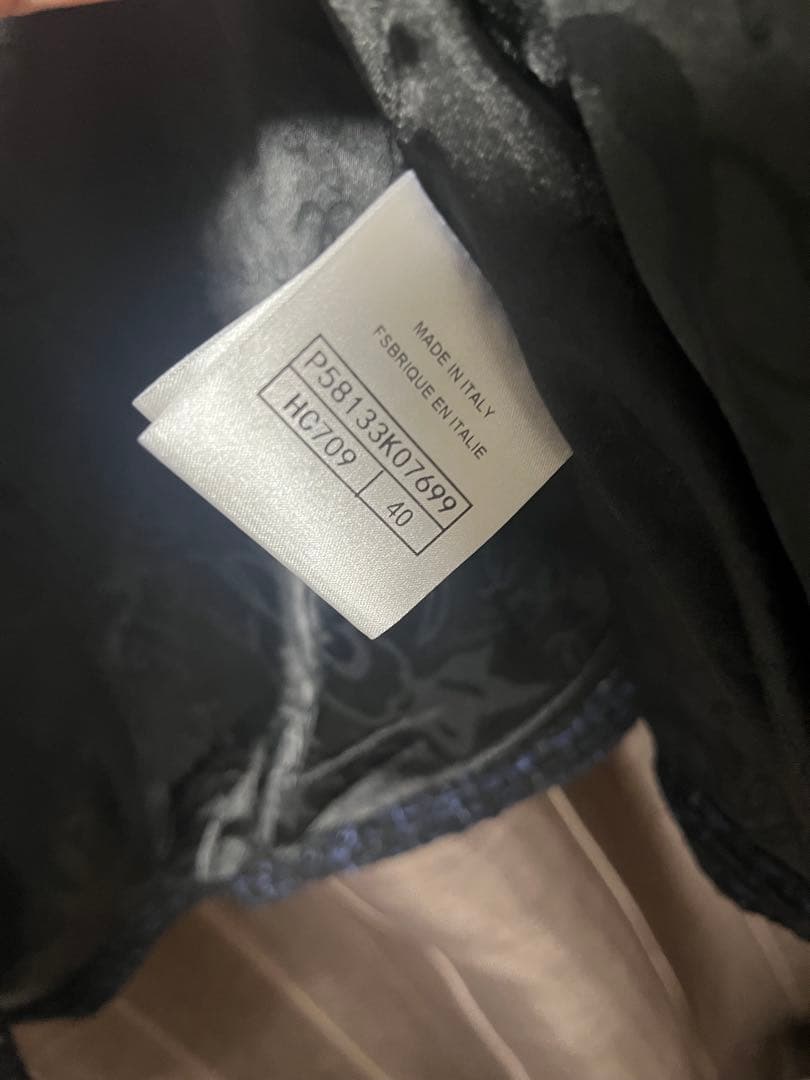 MADE IN ITALY
FSBRIQUE EN ITALIE
P58133K07699
HC709 40